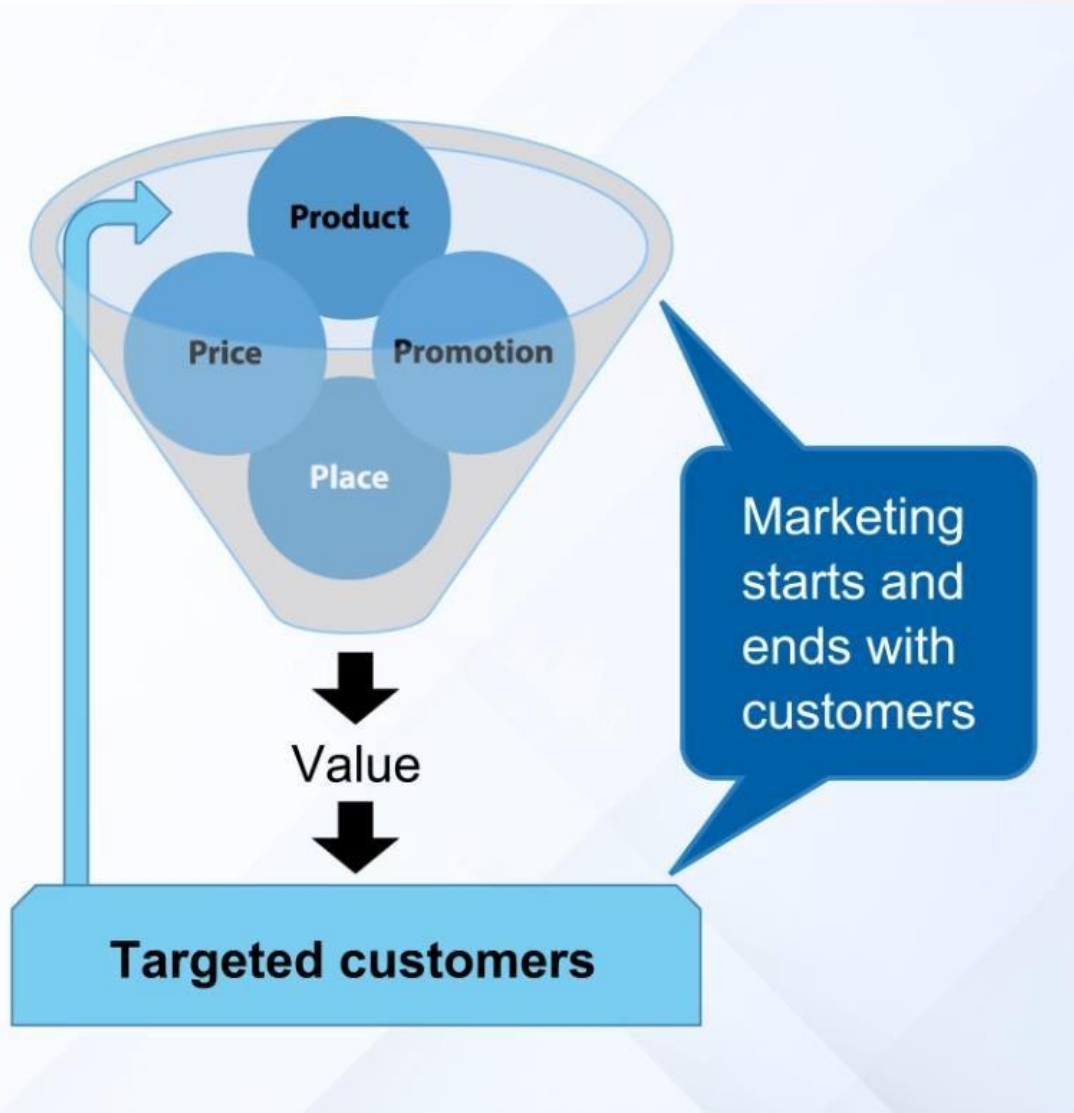 Product
Price
Promotion
Place
Marketing
starts and
ends with
customers
Value
Targeted customers